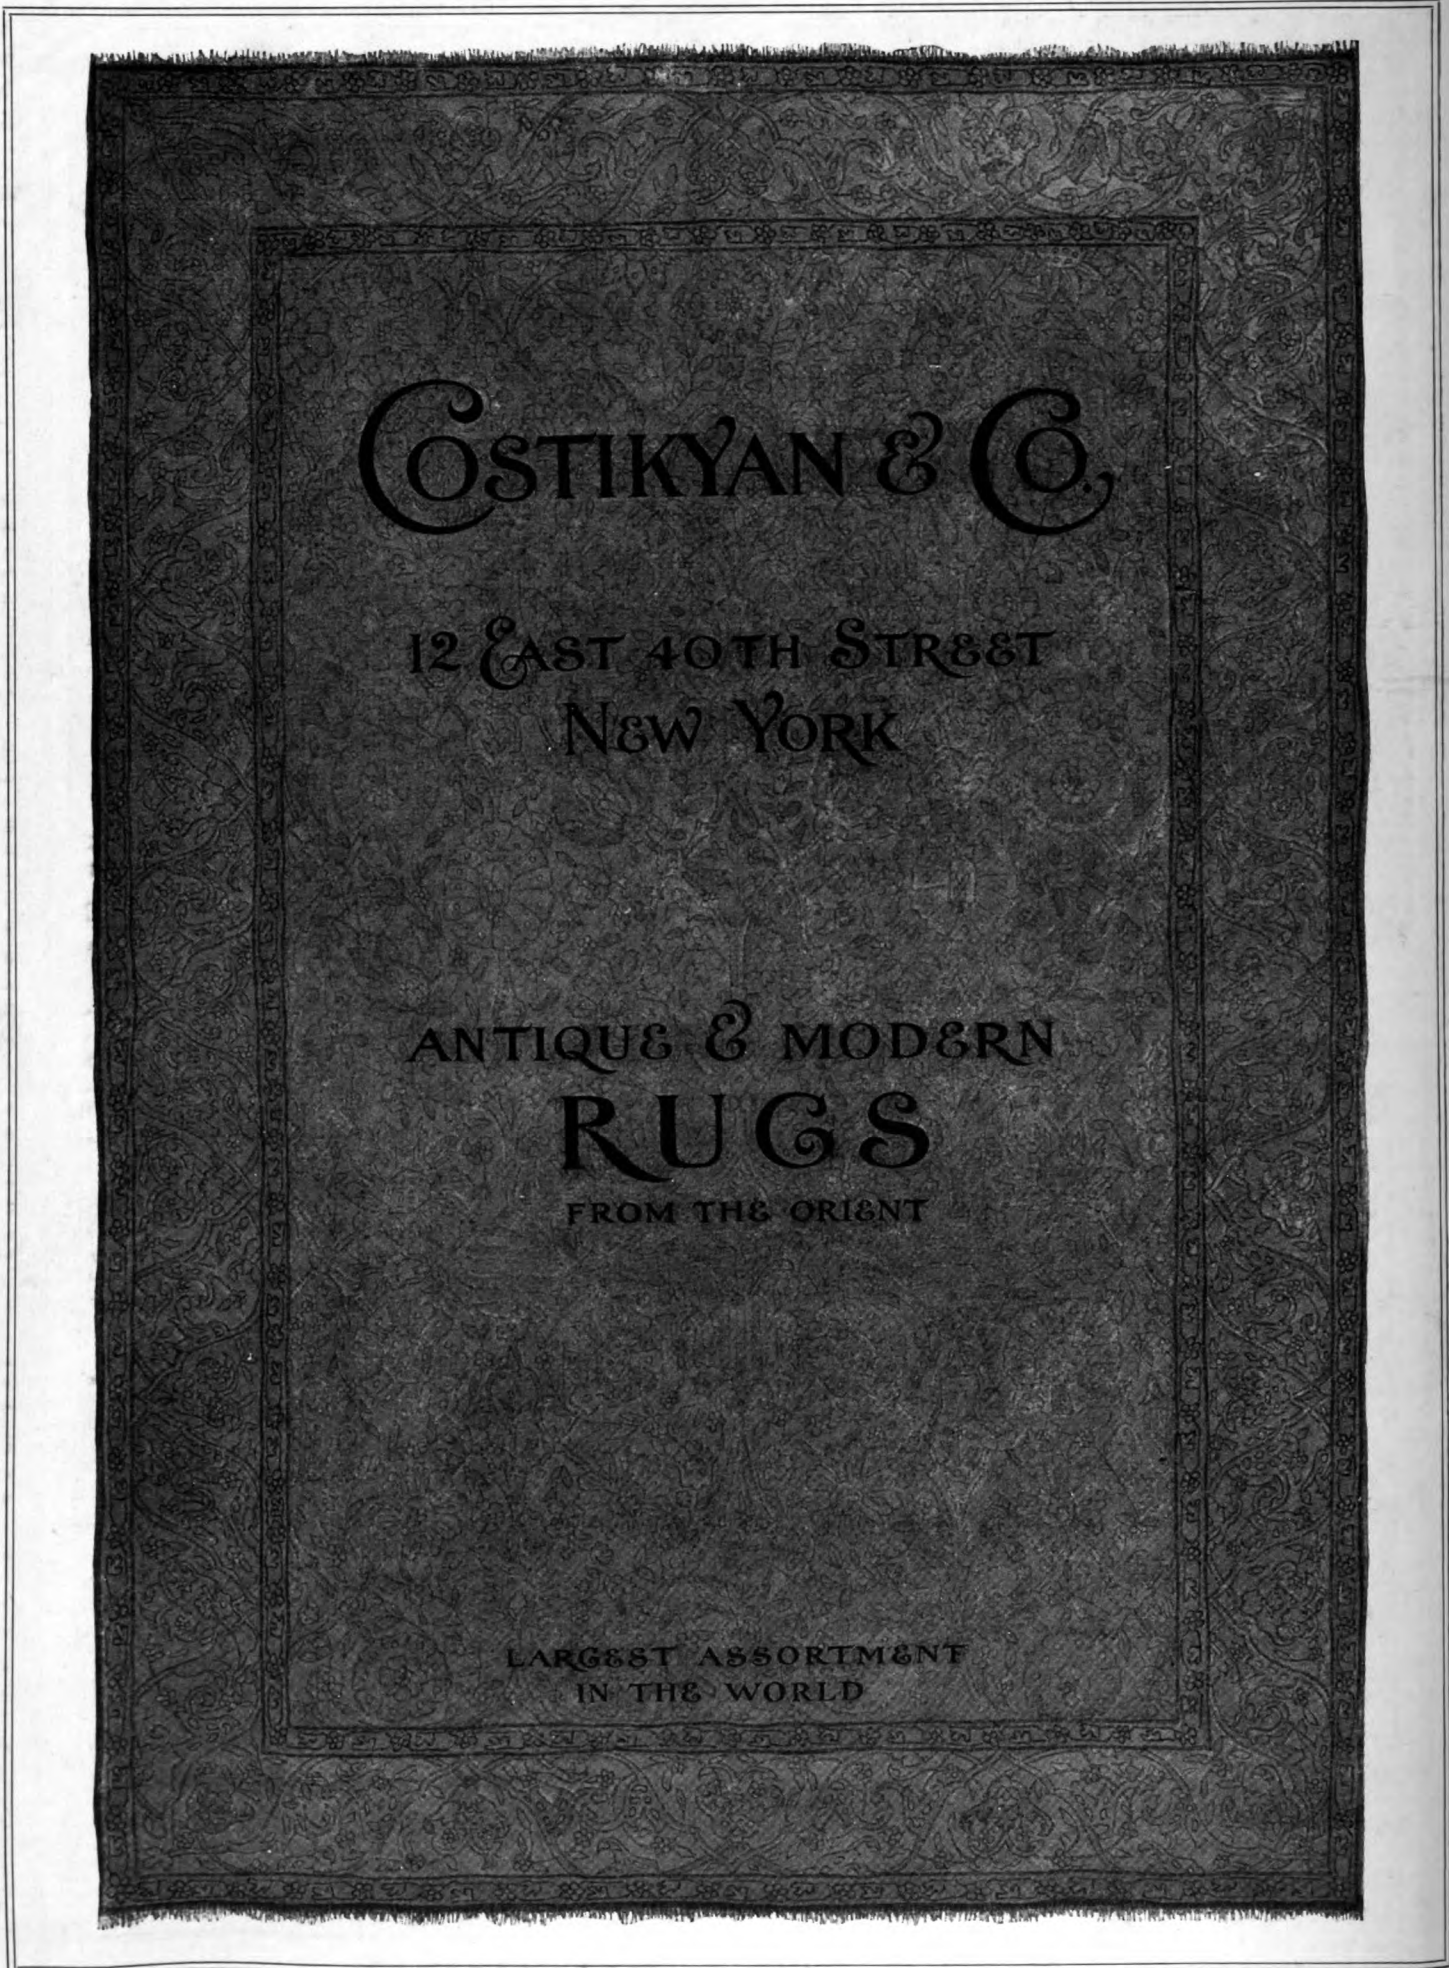 COSTIKYAN & CO.
12 EAST 40TH STREET
NEW YORK
ANTIQUE & MODERN
RUGS
FROM THE ORIENT
LARGEST ASSORTMENT
IN THE WORLD